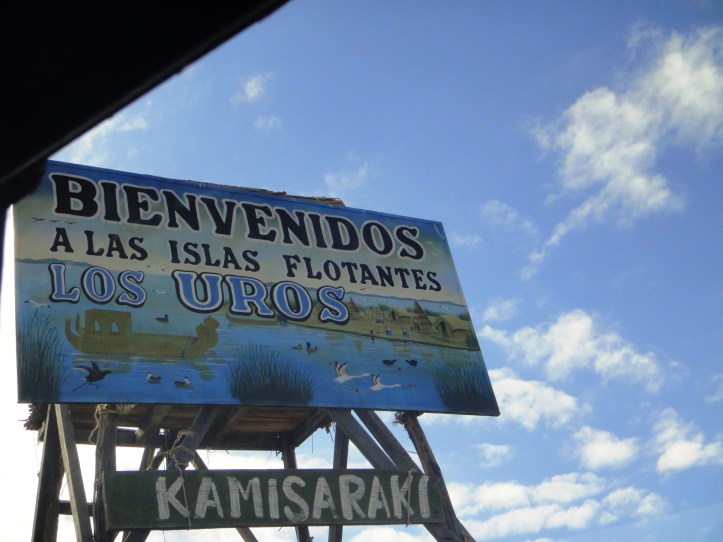 BIENVENIDOS
A LAS ISLAS FLOTANTES
LOS UROS
KAMISARAKI